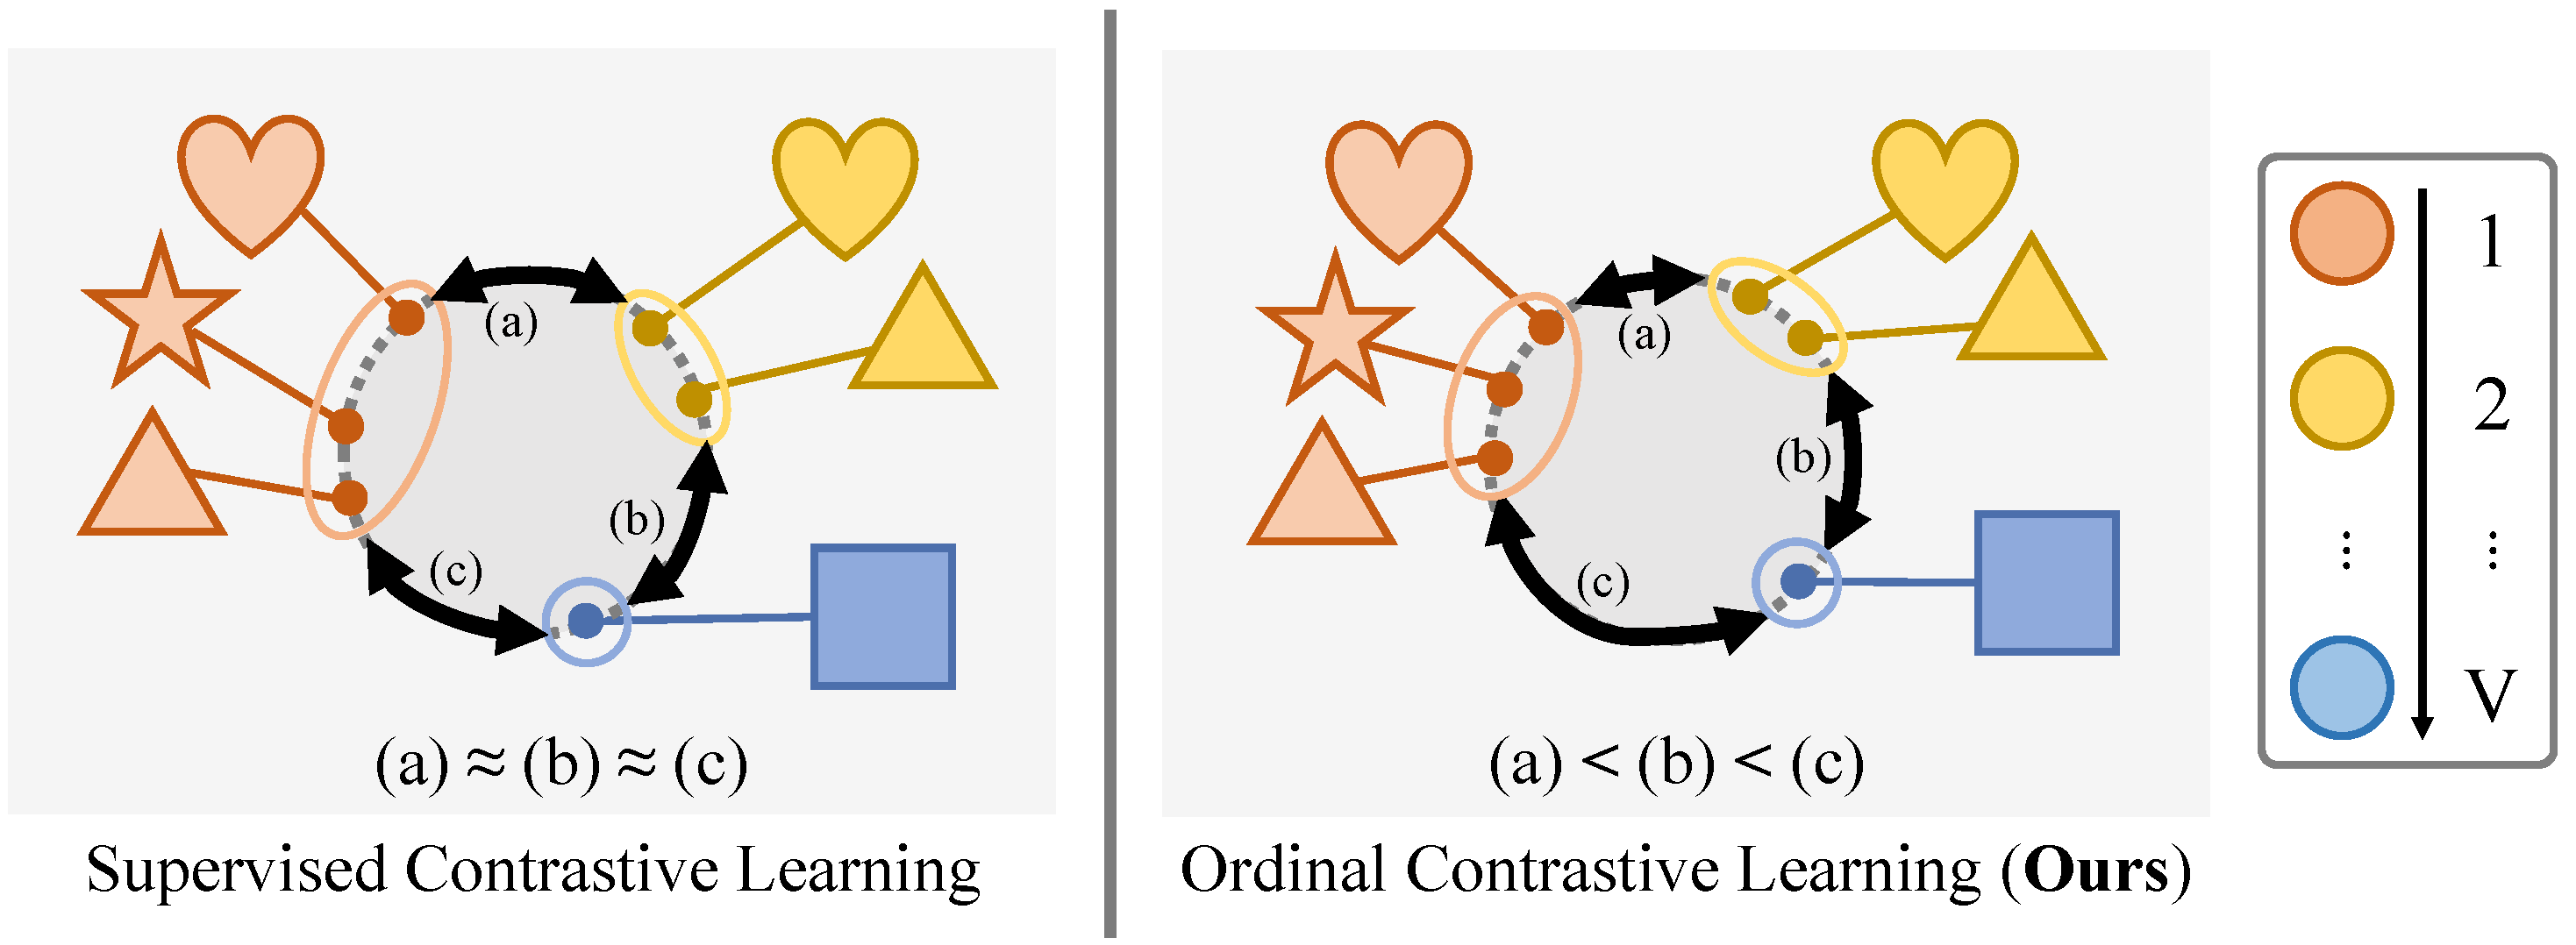 (a)
(b)
(c)
(a) ≈ (b) ≈ (c)
Supervised Contrastive Learning
(a)
(b)
(c)
(a) < (b) < (c)
Ordinal Contrastive Learning (Ours)
1
2
⋮ ⋮
V